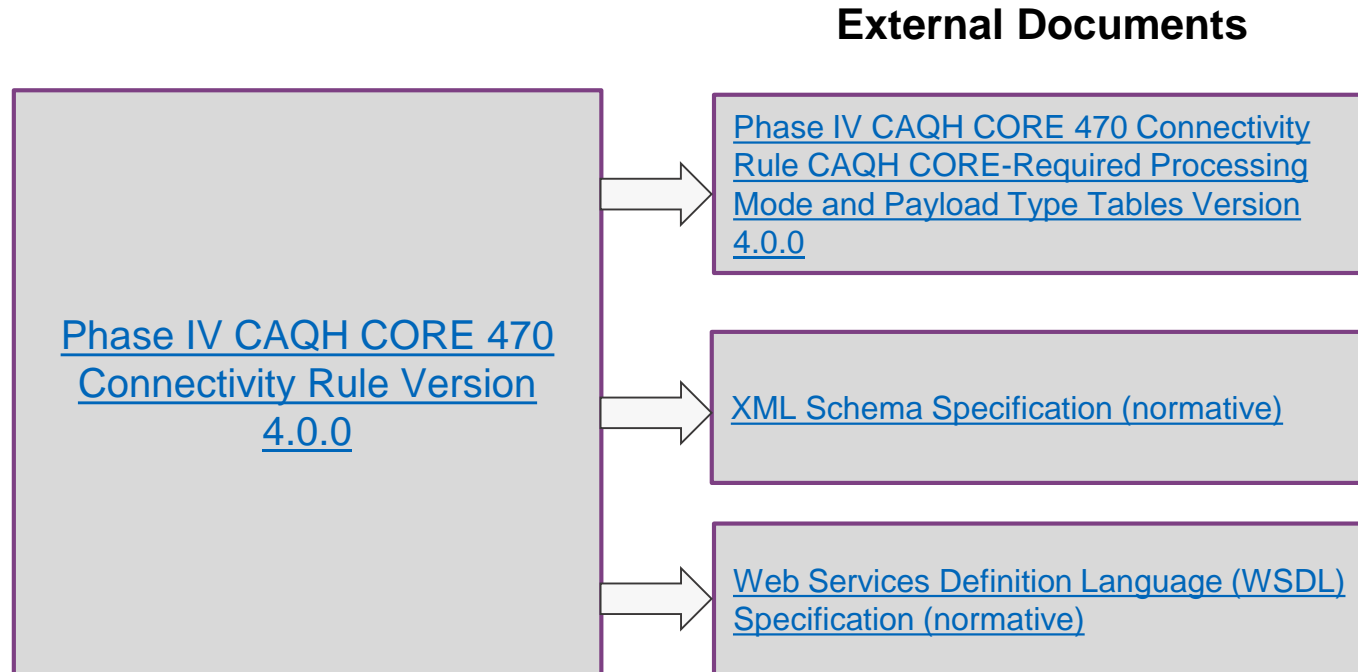 External Documents
Phase IV CAQH CORE 470
Connectivity Rule Version
4.0.0
Phase IV CAQH CORE 470 Connectivity
Rule CAQH CORE-Required Processing
Mode and Payload Type Tables Version
4.0.0
XML Schema Specification (normative)
Web Services Definition Language (WSDL)
Specification (normative)